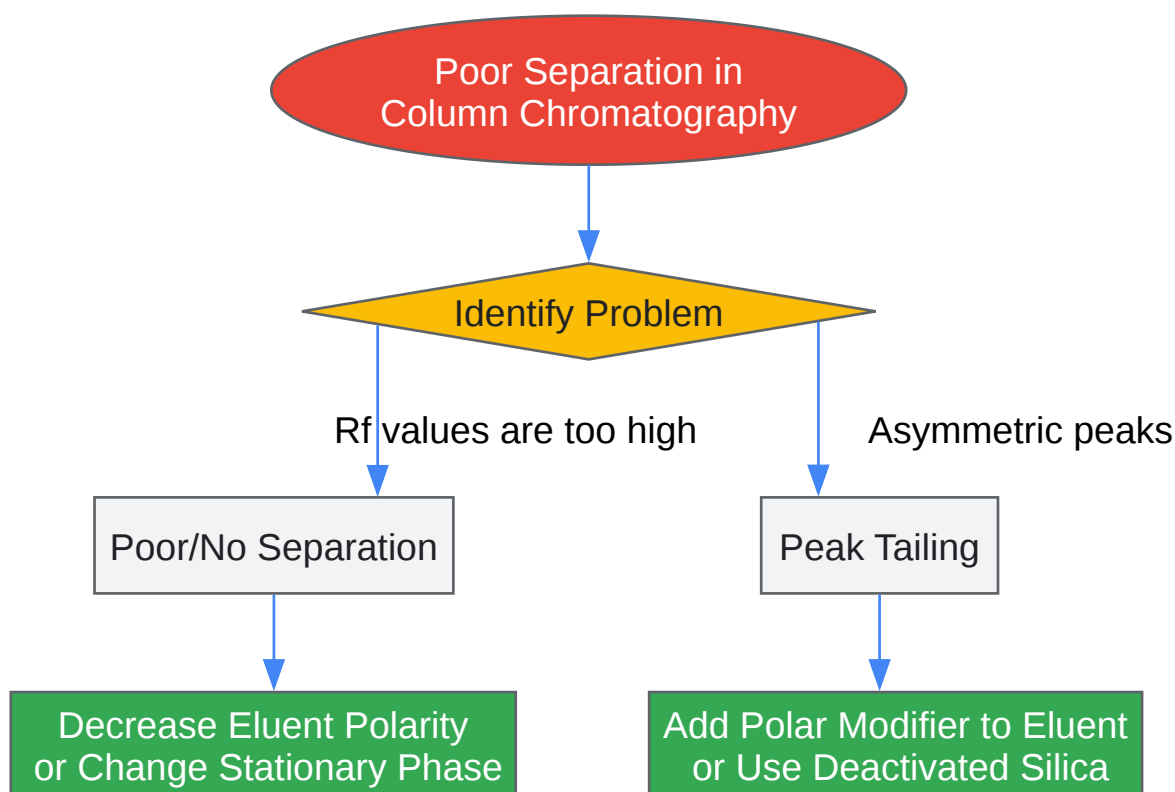 Poor Separation in
Column Chromatography
Identify Problem
Rf values are too high
Asymmetric peaks
Poor/No Separation
Peak Tailing
Decrease Eluent Polarity
or Change Stationary Phase
Add Polar Modifier to Eluent
or Use Deactivated Silica